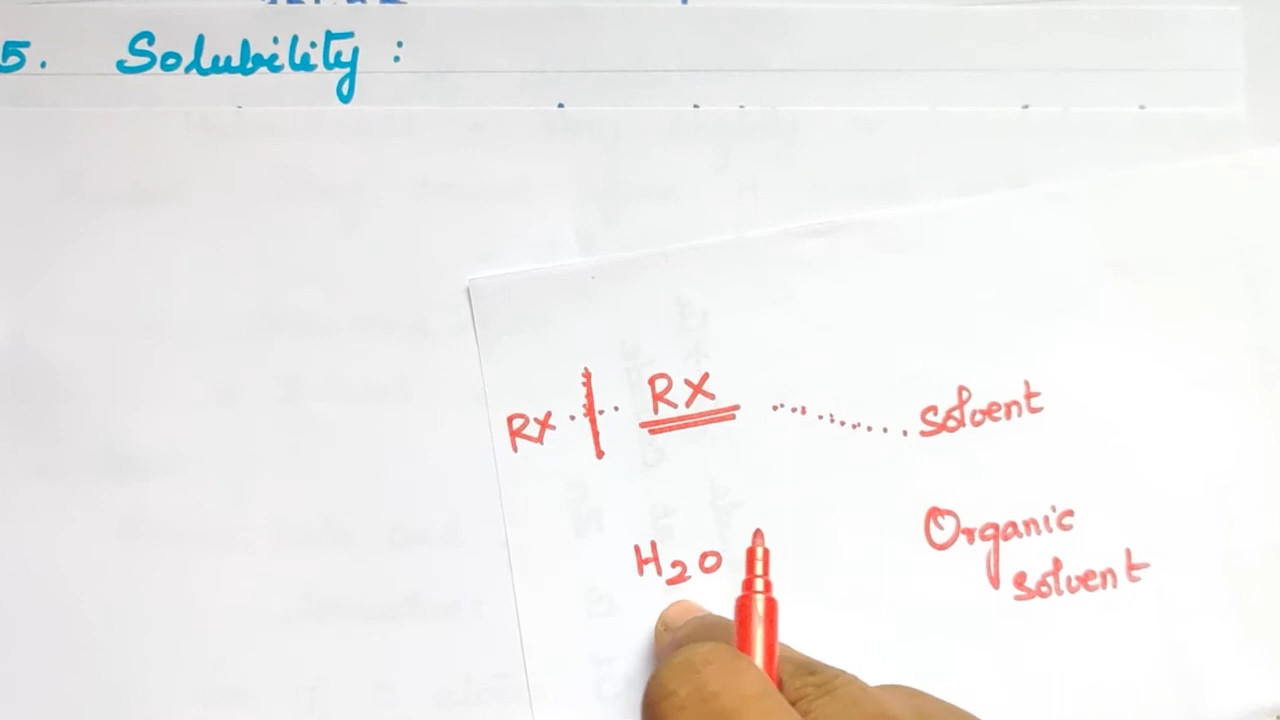 5. Solubility :
RX ..... RX .......... solvent
H2O
Organic
solvent